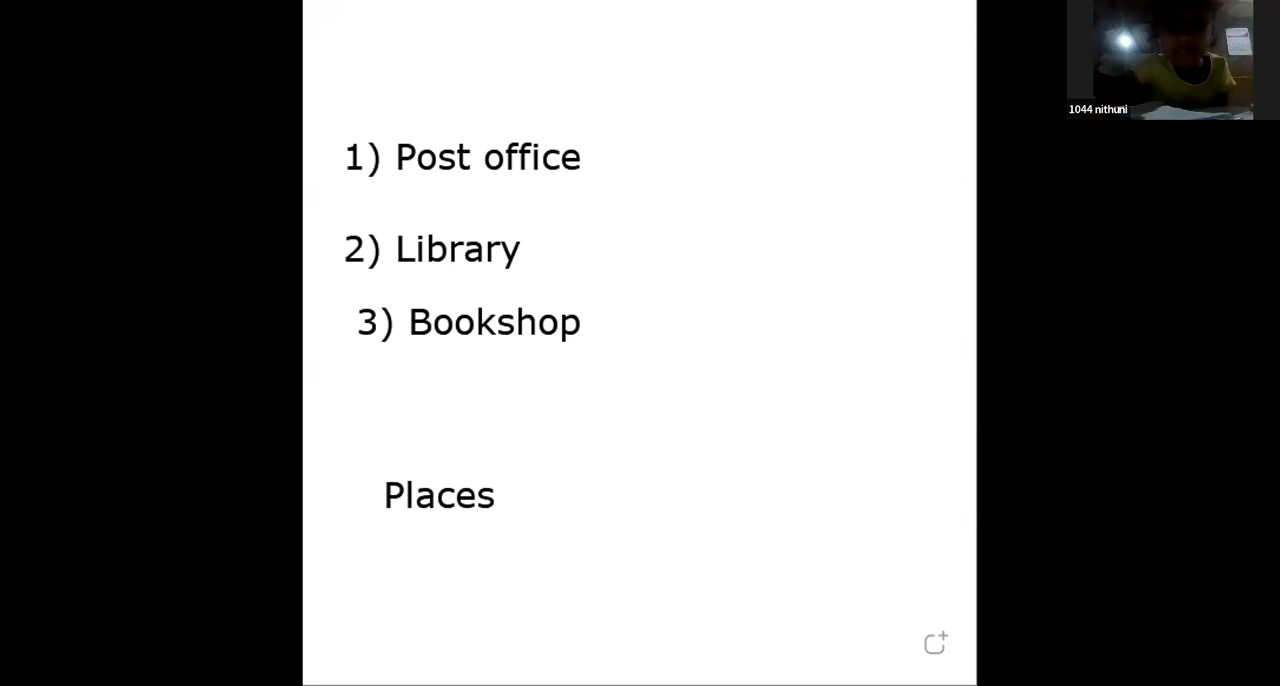 1) Post office
2) Library
3) Bookshop
Places
1044 nithuni